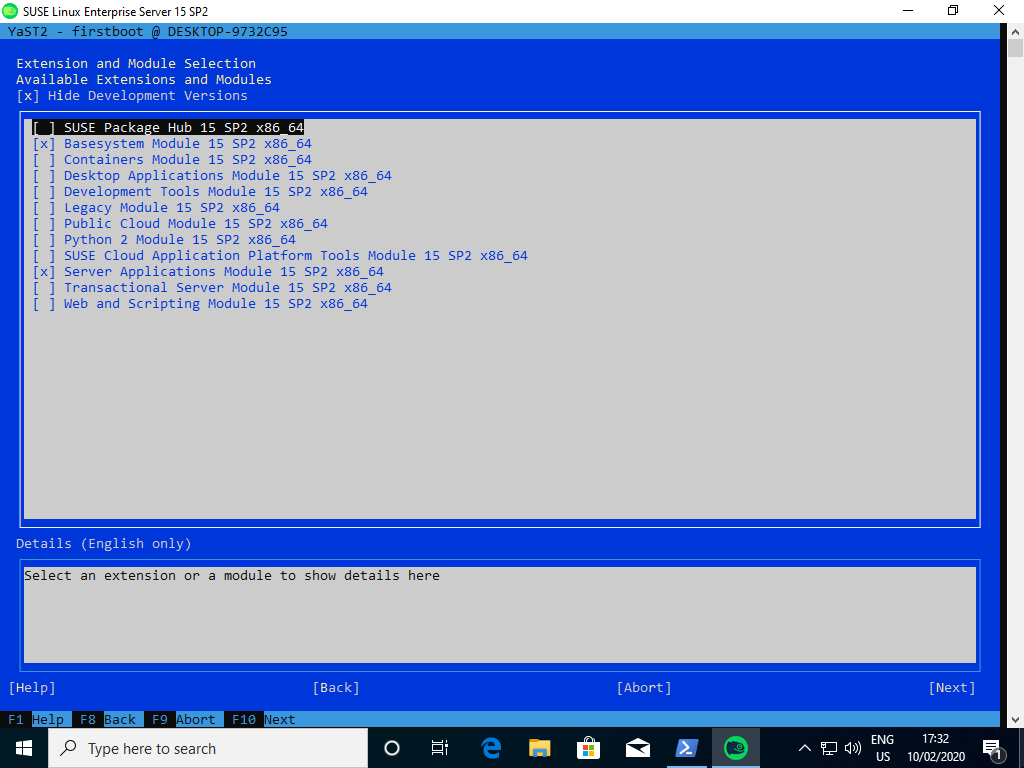 SUSE Linux Enterprise Server 15 SP2
YaST2 - firstboot @ DESKTOP-9732C95
Extension and Module Selection
Available Extensions and Modules
[x] Hide Development Versions
[ ] SUSE Package Hub 15 SP2 x86_64
[x] Basesystem Module 15 SP2 x86_64
[ ] Containers Module 15 SP2 x86_64
[ ] Desktop Applications Module 15 SP2 x86_64
[ ] Development Tools Module 15 SP2 x86_64
[ ] Legacy Module 15 SP2 x86_64
[ ] Public Cloud Module 15 SP2 x86_64
[ ] Python 2 Module 15 SP2 x86_64
[ ] SUSE Cloud Application Platform Tools Module 15 SP2 x86_64
[x] Server Applications Module 15 SP2 x86_64
[ ] Transactional Server Module 15 SP2 x86_64
[ ] Web and Scripting Module 15 SP2 x86_64
Details (English only)
Select an extension or a module to show details here
[Help] [Back] [Abort] [Next]
F1 Help F8 Back F9 Abort F10 Next
Type here to search
ENG
US
17:32
10/02/2020
1